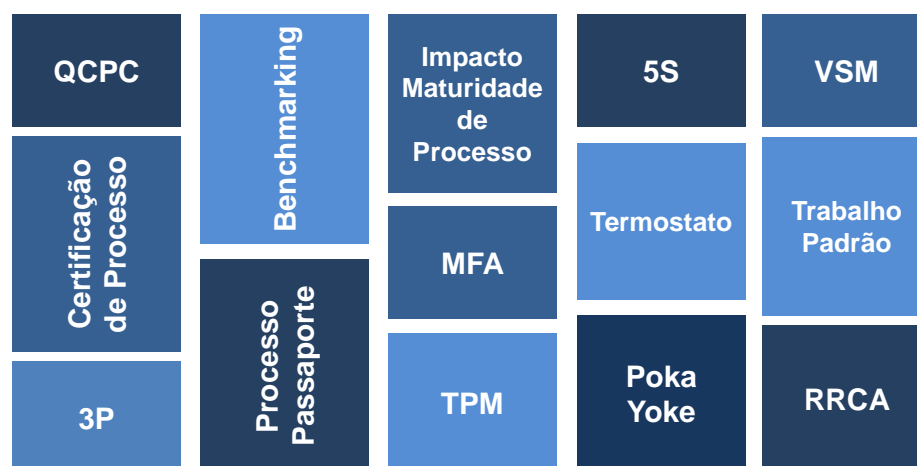 QCPC
Certificação
de Processo
3P
Benchmarking
Processo
Passaporte
Impacto
Maturidade
de
Processo
MFA
TPM
5S
Termostato
Poka
Yoke
VSM
Trabalho
Padrão
RRCA